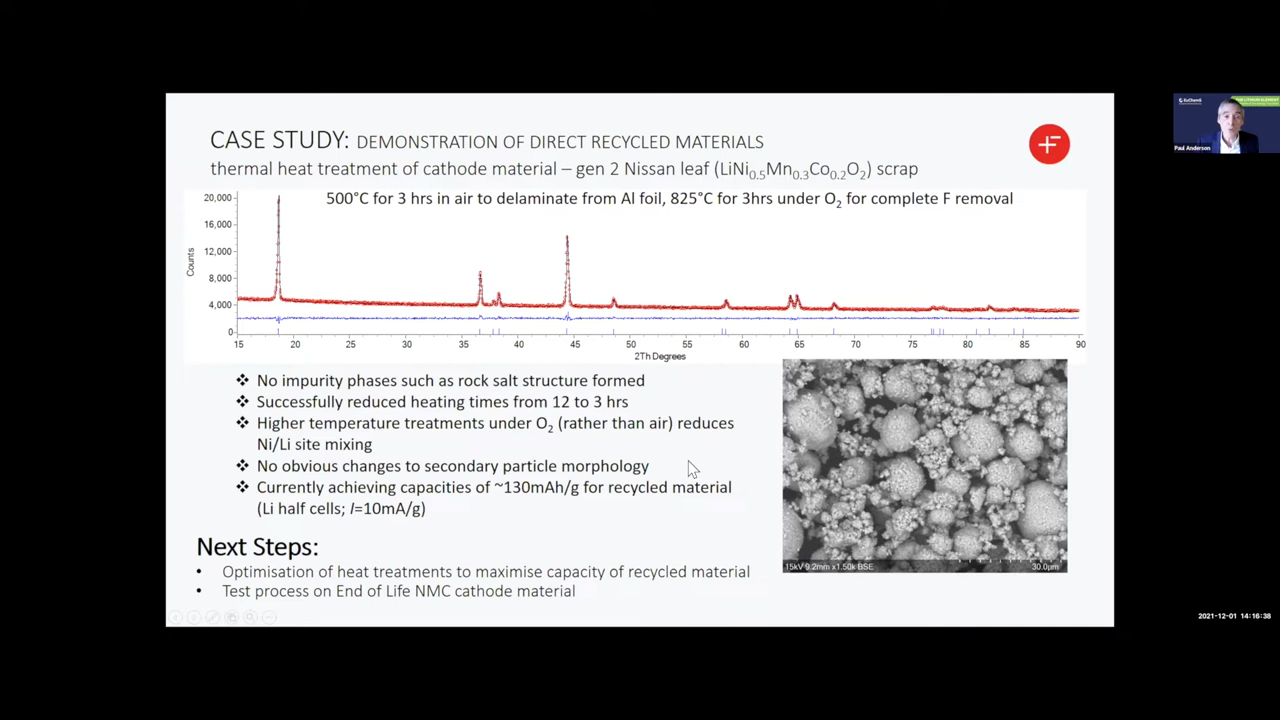 CASE STUDY: DEMONSTRATION OF DIRECT RECYCLED MATERIALS
thermal heat treatment of cathode material – gen 2 Nissan leaf (LiNi0.5Mn0.3Co0.2O2) scrap
500°C for 3 hrs in air to delaminate from Al foil, 825°C for 3hrs under O2 for complete F removal
20,000
16,000
12,000
8,000
4,000
0
Counts
15 20 25 30 35 40 45 50 55 60 65 70 75 80 85 90
2Th Degrees
❖ No impurity phases such as rock salt structure formed
❖ Successfully reduced heating times from 12 to 3 hrs
❖ Higher temperature treatments under O2 (rather than air) reduces
Ni/Li site mixing
❖ No obvious changes to secondary particle morphology
❖ Currently achieving capacities of ~130mAh/g for recycled material
(Li half cells; I=10mA/g)
15kV 9.2mm x1.50k BSE 30.0µm
Next Steps:
• Optimisation of heat treatments to maximise capacity of recycled material
• Test process on End of Life NMC cathode material
EuChemS
Paul Anderson
2021-12-01 14:16:38